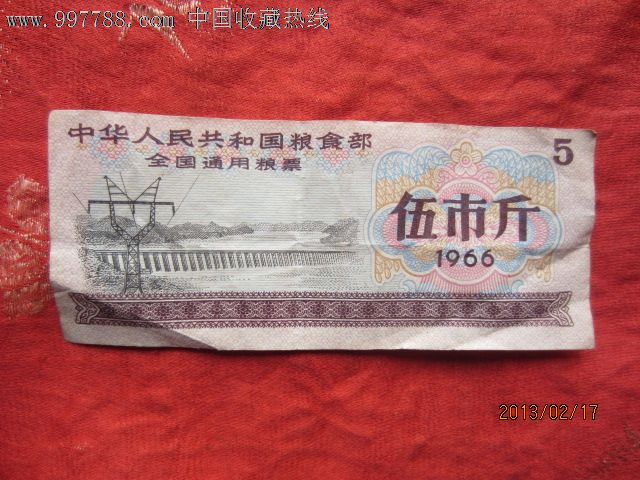 www.997788.com 中国收藏热线
中华人民共和国粮食部
全国通用粮票
5
伍市斤
1966
2013/02/17